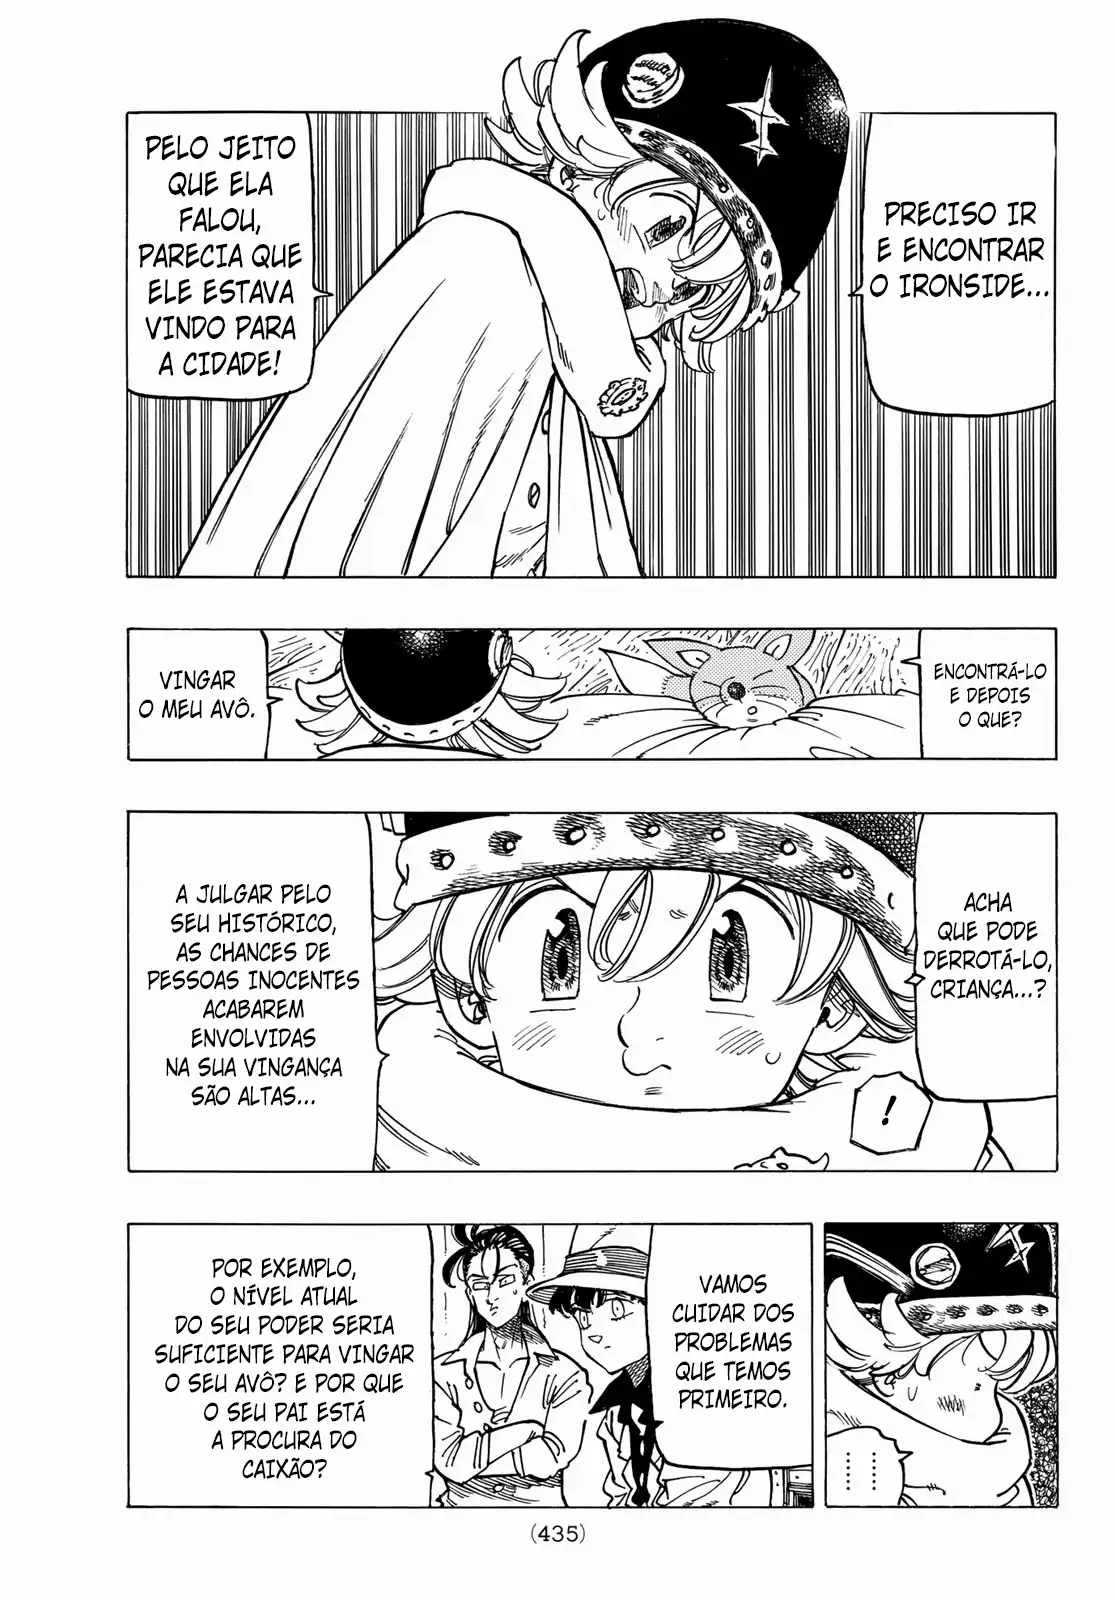 PRECISO IR
E ENCONTRAR
O IRONSIDE...
PELO JEITO
QUE ELA
FALOU,
PARECIA QUE
ELE ESTAVA
VINDO PARA
A CIDADE!
ENCONTRÁ-LO
E DEPOIS
O QUE?
VINGAR
O MEU AVÔ.
ACHA
QUE PODE
DERROTÁ-LO,
CRIANÇA...?
!
A JULGAR PELO
SEU HISTÓRICO,
AS CHANCES DE
PESSOAS INOCENTES
ACABAREM
ENVOLVIDAS
NA SUA VINGANÇA
SÃO ALTAS...
......
......
VAMOS
CUIDAR DOS
PROBLEMAS
QUE TEMOS
PRIMEIRO.
POR EXEMPLO,
O NÍVEL ATUAL
DO SEU PODER SERIA
SUFICIENTE PARA VINGAR
O SEU AVÔ? E POR QUE
O SEU PAI ESTÁ
A PROCURA DO
CAIXÃO?
(435)